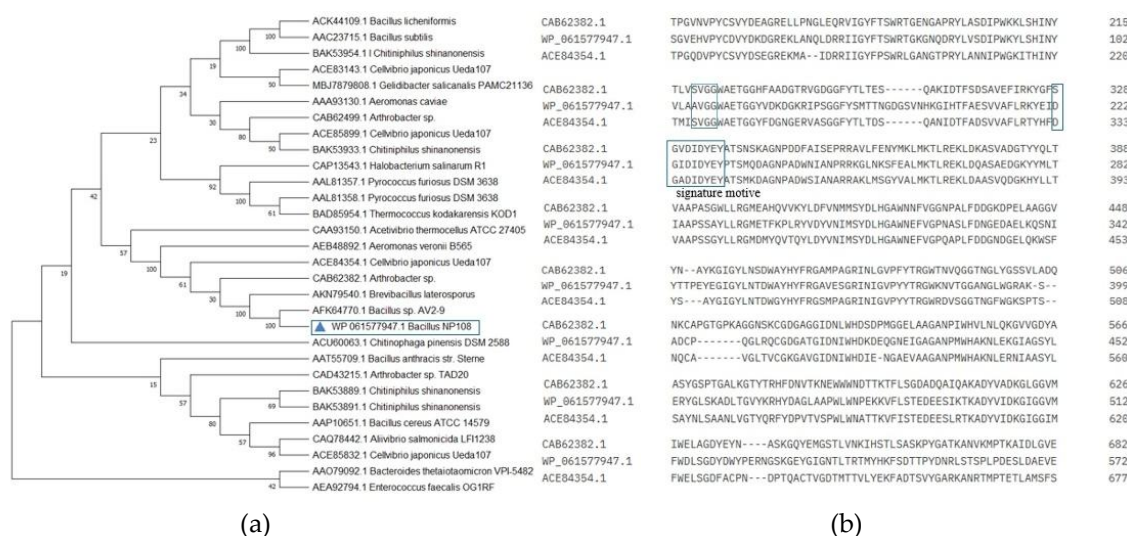 ACK44109.1 Bacillus licheniformis
AAC23715.1 Bacillus subtilis
BAK53954.1 l Chitiniphilus shinanonensis
ACE83143.1 Cellvibrio japonicus Ueda107
MBJ7879808.1 Gelidibacter salicanalis PAMC21136
AAA93130.1 Aeromonas caviae
CAB62499.1 Arthrobacter sp.
ACE85899.1 Cellvibrio japonicus Ueda107
BAK53933.1 Chitiniphilus shinanonensis
CAP13543.1 Halobacterium salinarum R1
AAL81357.1 Pyrococcus furiosus DSM 3638
AAL81358.1 Pyrococcus furiosus DSM 3638
BAD85954.1 Thermococcus kodakarensis KOD1
CAA93150.1 Acetivibrio thermocellus ATCC 27405
AEB48892.1 Aeromonas veronii B565
ACE84354.1 Cellvibrio japonicus Ueda107
CAB62382.1 Arthrobacter sp.
AKN79540.1 Brevibacillus laterosporus
AFK64770.1 Bacillus sp. AV2-9
WP 061577947.1 Bacillus NP108
ACU60063.1 Chitinophaga pinensis DSM 2588
AAT55709.1 Bacillus anthracis str. Sterne
CAD43215.1 Arthrobacter sp. TAD20
BAK53889.1 Chitiniphilus shinanonensis
BAK53891.1 Chitiniphilus shinanonensis
AAP10651.1 Bacillus cereus ATCC 14579
CAQ78442.1 Aliivibrio salmonicida LFI1238
ACE85832.1 Cellvibrio japonicus Ueda107
AAO79092.1 Bacteroides thetaiotaomicron VPI-5482
AEA92794.1 Enterococcus faecalis OG1RF
100
100
19
50
24
50
80
30
23
92
61
42
57
100
61
30
100
19
15
57
69
80
57
96
42
(a)
CAB62382.1 TPGVNVPYCSVYDEAGRELLPNGLEQRVIGYFTSWRTGENGAPRYLASDIPWKKLSHINY 215
WP_061577947.1 SGVEHVPYCDVYDKDGREKLANQLDRRIIGYFTSWRTGKGNQDRYLVSDIPWDKITHINY 102
ACE84354.1 TPGQDVPYCSVYDSEGREKMA-IDRRIIGYFPSWRLGANGTPRYLANNIPWGKITHINY 220
CAB62382.1 TLVSVGGWAETGGHFAADGTRVGDGGFYTLTES------QAKIDTFSDSAVEFIRKYGFS 328
WP_061577947.1 VLAAVGGWAETGGYVDKDGKRIPSGGFYSMTTNGDGSVNHKGIHTFAESVVAFLRKYEID 222
ACE84354.1 TMISVGGWAETGGYFDGNGERVASGGFYTLTDS------QANIDTFADSVVAFLRTYHFD 333
CAB62382.1 GVDIDYEYATSNSKAGNPDDFAISEPRRAVLFENYMKLMKTLREKLDKASVADGTYYQLT 388
WP_061577947.1 GIDIDYEYPTSMQDAGNPADWNIANPRRKGLNKSFEALMKTLREKLDQASAEDGKYYMLT 282
ACE84354.1 GADIDYEYATSMKDAGNPADWSIANARRAKLMSGYVALMKTLREKLDAASVQDGKHYLLT 393
signature motive
CAB62382.1 VAAPASGWLLRGMEAHQVVKYLDFVNMMSYDLHGAWNNFVGGNPALFDDGKDPELAAGGV 448
WP_061577947.1 IAAPSSAYLLRGMETFKPLRYVDYVNIMSYDLHGAWNEFVGPNASLFDNGEDAELKQSNI 342
ACE84354.1 VAAPSSGYLLRGMDMYQVTQYLDYVNIMSYDLHGAWNEFVGPQAPLFDDGNDGELQKWSF 453
CAB62382.1 YN--AYKGIGYLNSDWAYHYFRGAMPAGRINLGVPFYTRGWTNVQGGTNGLYGSSVLADQ 506
WP_061577947.1 YTTPEYEGIGYLNTDWAYHYFRGAVESGRINIGVPYYTRGWKNVTGGANGLWGRAK-S-- 399
ACE84354.1 YS--AYGIGYLNTDWAYHYFRGSMPAGRINIGVPYYTRGWRDVSGGTNGFWGKSPTS-- 508
CAB62382.1 NKCAPGTGPKAGGNSKCGDGAGGIDNLWHDSDPMGGELAAGANPIWHVLNLQKGVVGDYA 566
WP_061577947.1 ADCP-----QGLRQCGDGATGIDNIWHDKDEQGNEIGAGANPMWHAKNLEKGIAGSYL 452
ACE84354.1 NQCA-----VGLTVCGKGAVGIDNIWHDIE-NGAEVAAGANPMWHAKNLERNIAASYL 560
CAB62382.1 ASYGSPTGALKGTYTRHFDNVTKNEWWWNDTTKTFLSGDADQAIQAKADYVADKGLGGVM 626
WP_061577947.1 ERYGLSKADLTGVYKRHYDAGLAAPWLWNPEKKVFLSTEDEESIKTKADYVIDKGLGGVM 512
ACE84354.1 SAYNLSAANLVGTYQRFYDPVTVSPWLWNATTKVFISTEDEESLRTKADYVIDKGIGGIM 620
CAB62382.1 IWELAGDYEYN----ASKGQYEMGSTLVNKIHSTLSASKPYGATKANVKMPTKAIDLGVE 682
WP_061577947.1 FWDLSGDYDWYPERNGSKGEYGIGNTLTRTMYHKFSDTTPYDNRLSTSPLPDESLDAEVE 572
ACE84354.1 FWELSGDFACPN---DPTQACTVGDTMTTVLYEKFADTSVYGARKANRTMPTETLAMSFS 677
(b)